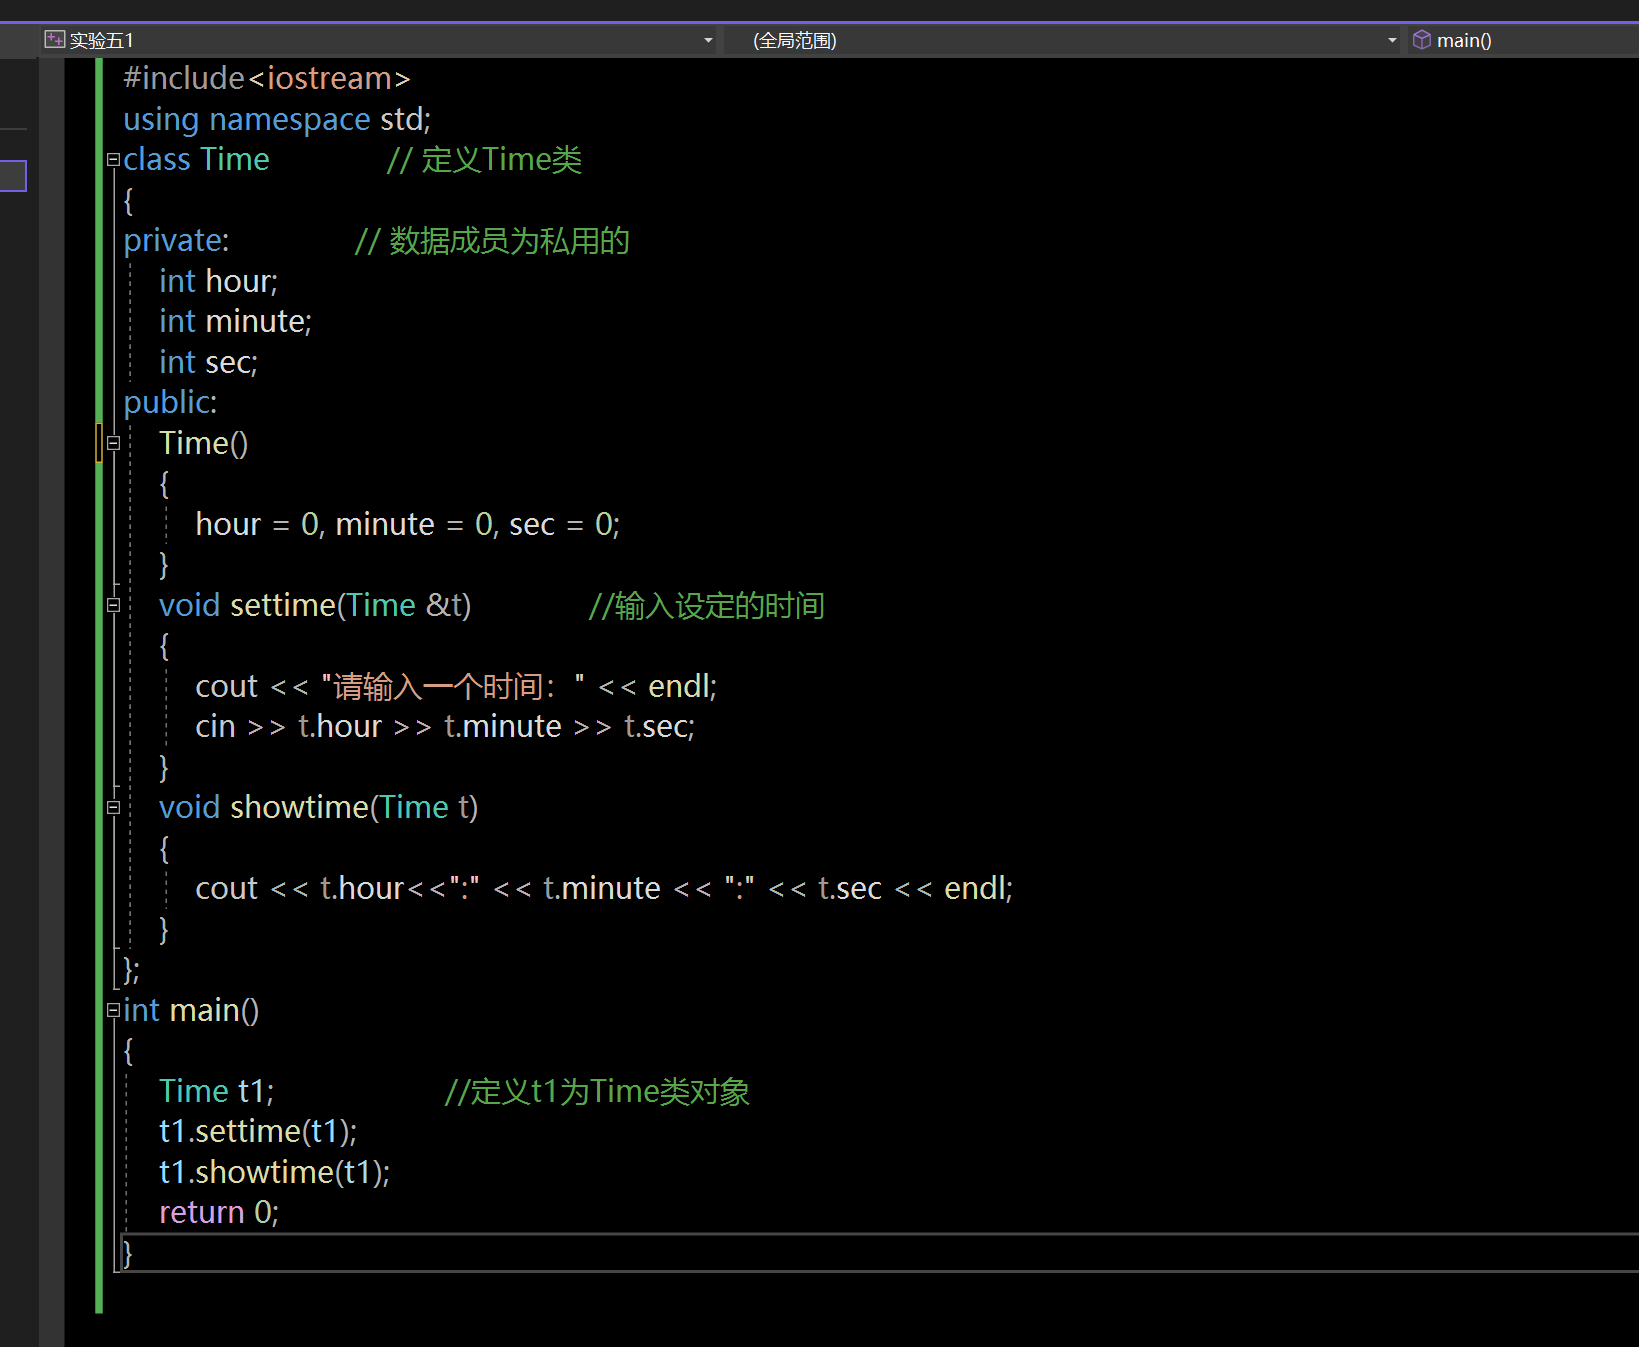 实验五1 (全局范围) main()
#include<iostream>
using namespace std;
class Time // 定义Time类
{
private: // 数据成员为私用的
int hour;
int minute;
int sec;
public:
Time()
{
hour = 0, minute = 0, sec = 0;
}
void settime(Time &t) //输入设定的时间
{
cout << "请输入一个时间：" << endl;
cin >> t.hour >> t.minute >> t.sec;
}
void showtime(Time t)
{
cout << t.hour<<":" << t.minute << ":" << t.sec << endl;
}
};
int main()
{
Time t1; //定义t1为Time类对象
t1.settime(t1);
t1.showtime(t1);
return 0;
}